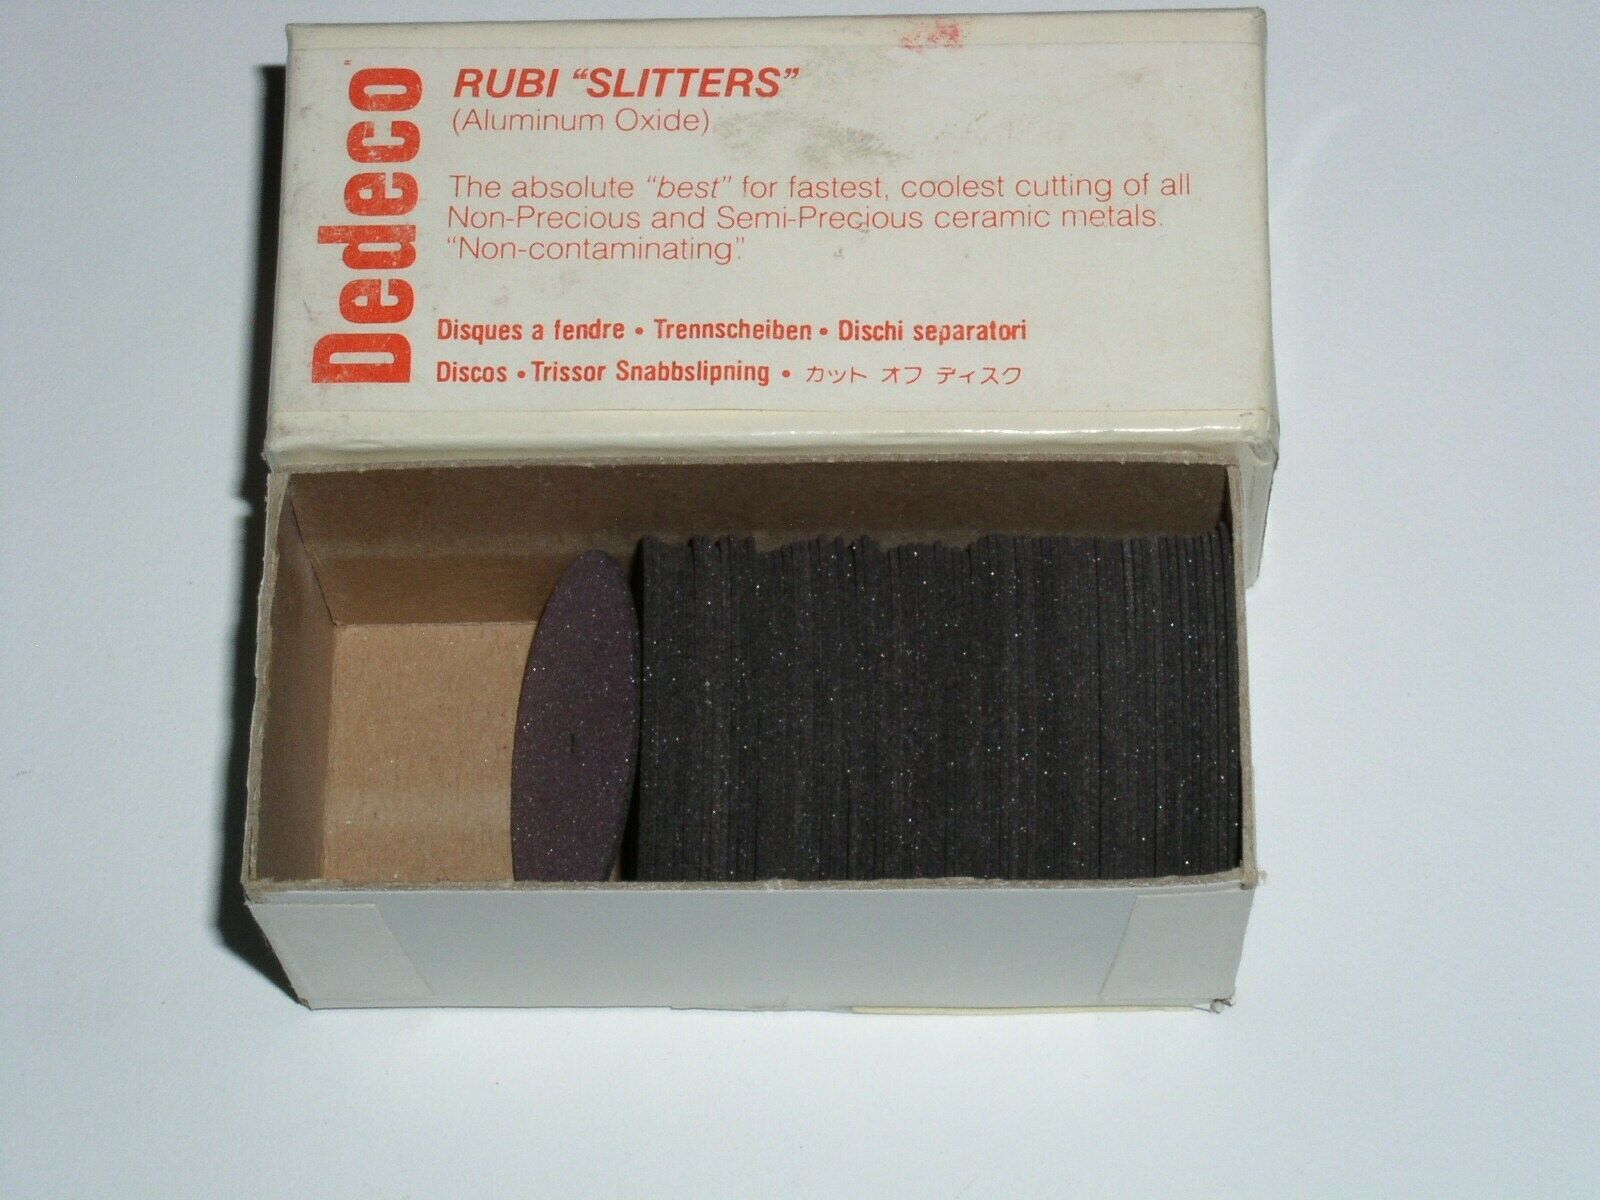 Dedeco®
RUBI “SLITTERS”
(Aluminum Oxide)
The absolute “best” for fastest, coolest cutting of all
Non-Precious and Semi-Precious ceramic metals.
“Non-contaminating”.
Disques a fendre • Trennscheiben • Dischi separatori
Discos • Trissor Snabbslipning • カット オフ ディスク